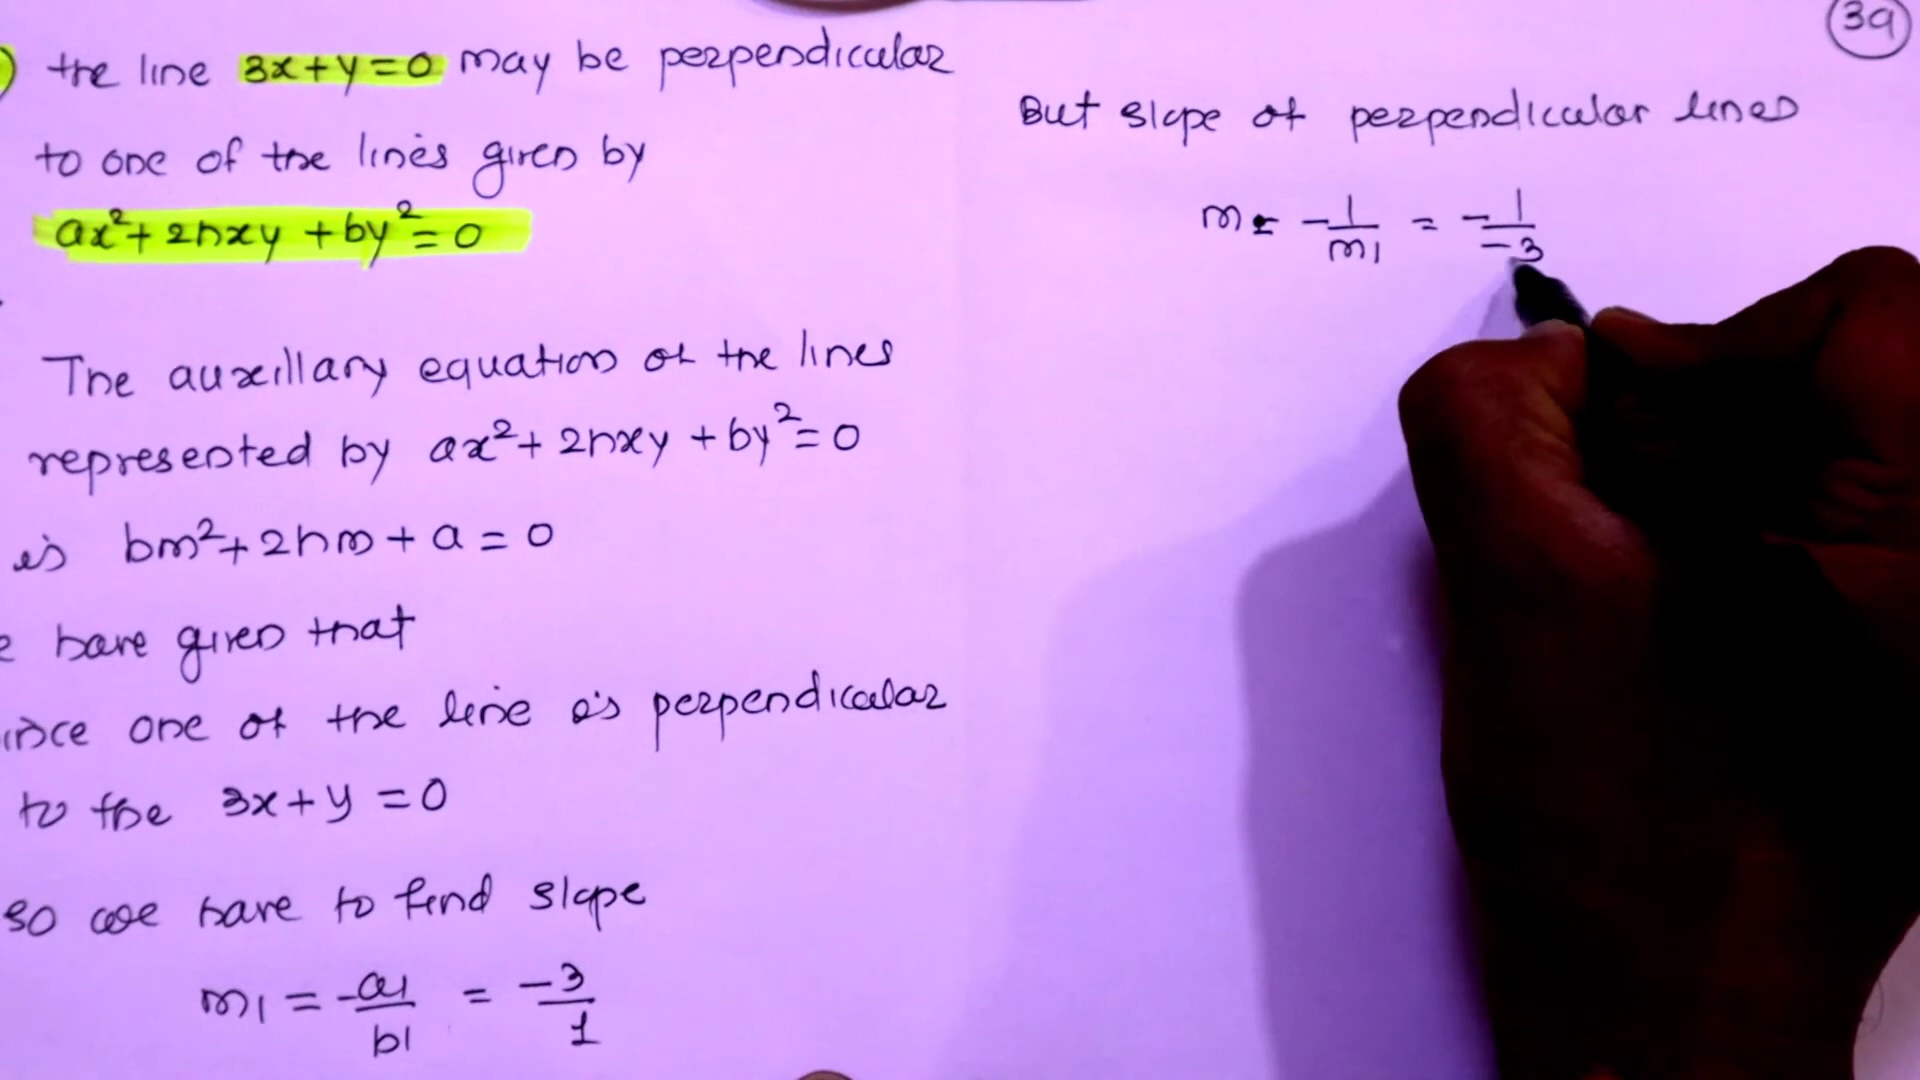 the line 3x+y=0 may be perpendicular
to one of the lines given by
ax²+2hxy+by²=0
The auxillary equation of the lines
represented by ax²+2hxy+by²=0
is bm²+2hm+a=0
have given that
since one of the line is perpendicular
to the 3x+y=0
so we have to find slope
m1 = -a1/b1 = -3/1
39
But slope of perpendicular lines
m = -1/m1 = -1/-3